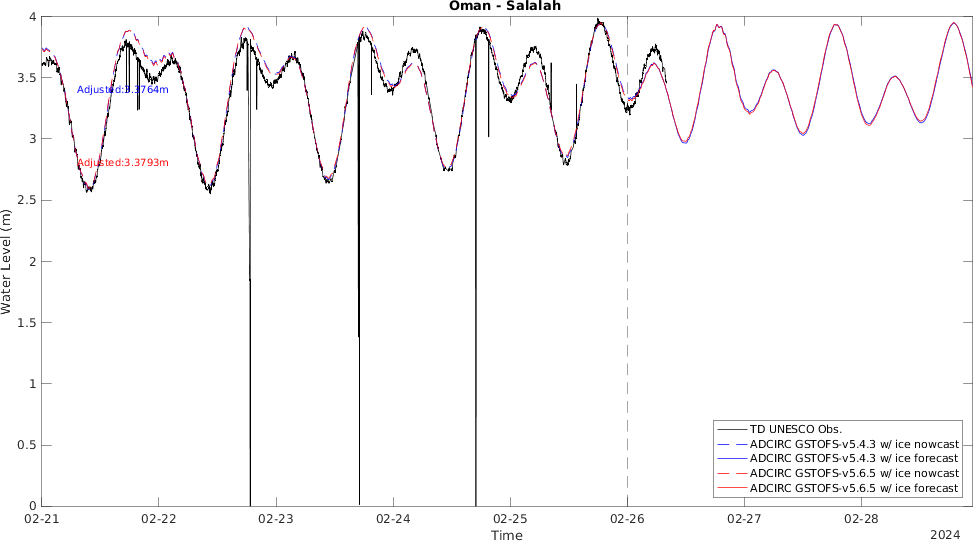 Oman - Salalah
4
3.5
3
2.5
2
1.5
1
0.5
0
Water Level (m)
Adjusted:3.3764m
Adjusted:3.3793m
TD UNESCO Obs.
ADCIRC GSTOFS-v5.4.3 w/ ice nowcast
ADCIRC GSTOFS-v5.4.3 w/ ice forecast
ADCIRC GSTOFS-v5.6.5 w/ ice nowcast
ADCIRC GSTOFS-v5.6.5 w/ ice forecast
02-21 02-22 02-23 02-24 02-25 02-26 02-27 02-28
Time
2024